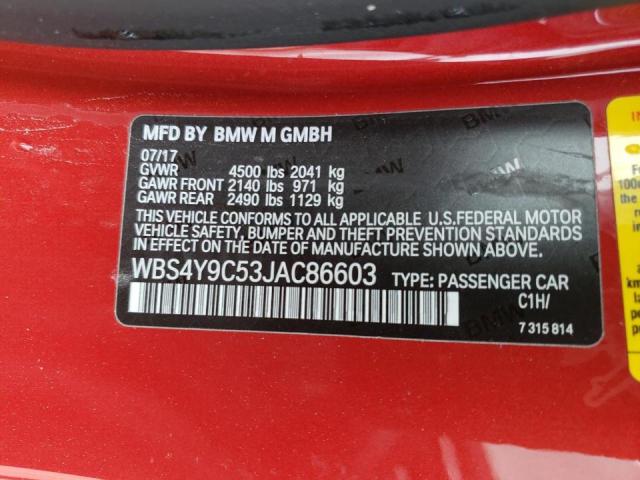 MFD BY BMW M GMBH
07/17
GVWR 4500 lbs 2041 kg
GAWR FRONT 2140 lbs 971 kg
GAWR REAR 2490 lbs 1129 kg
THIS VEHICLE CONFORMS TO ALL APPLICABLE U.S.FEDERAL MOTOR
VEHICLE SAFETY, BUMPER AND THEFT PREVENTION STANDARDS
IN EFFECT ON THE DATE OF MANUFACTURE SHOWN ABOVE.
WBS4Y9C53JAC86603 TYPE: PASSENGER CAR
C1H/
7 315 814